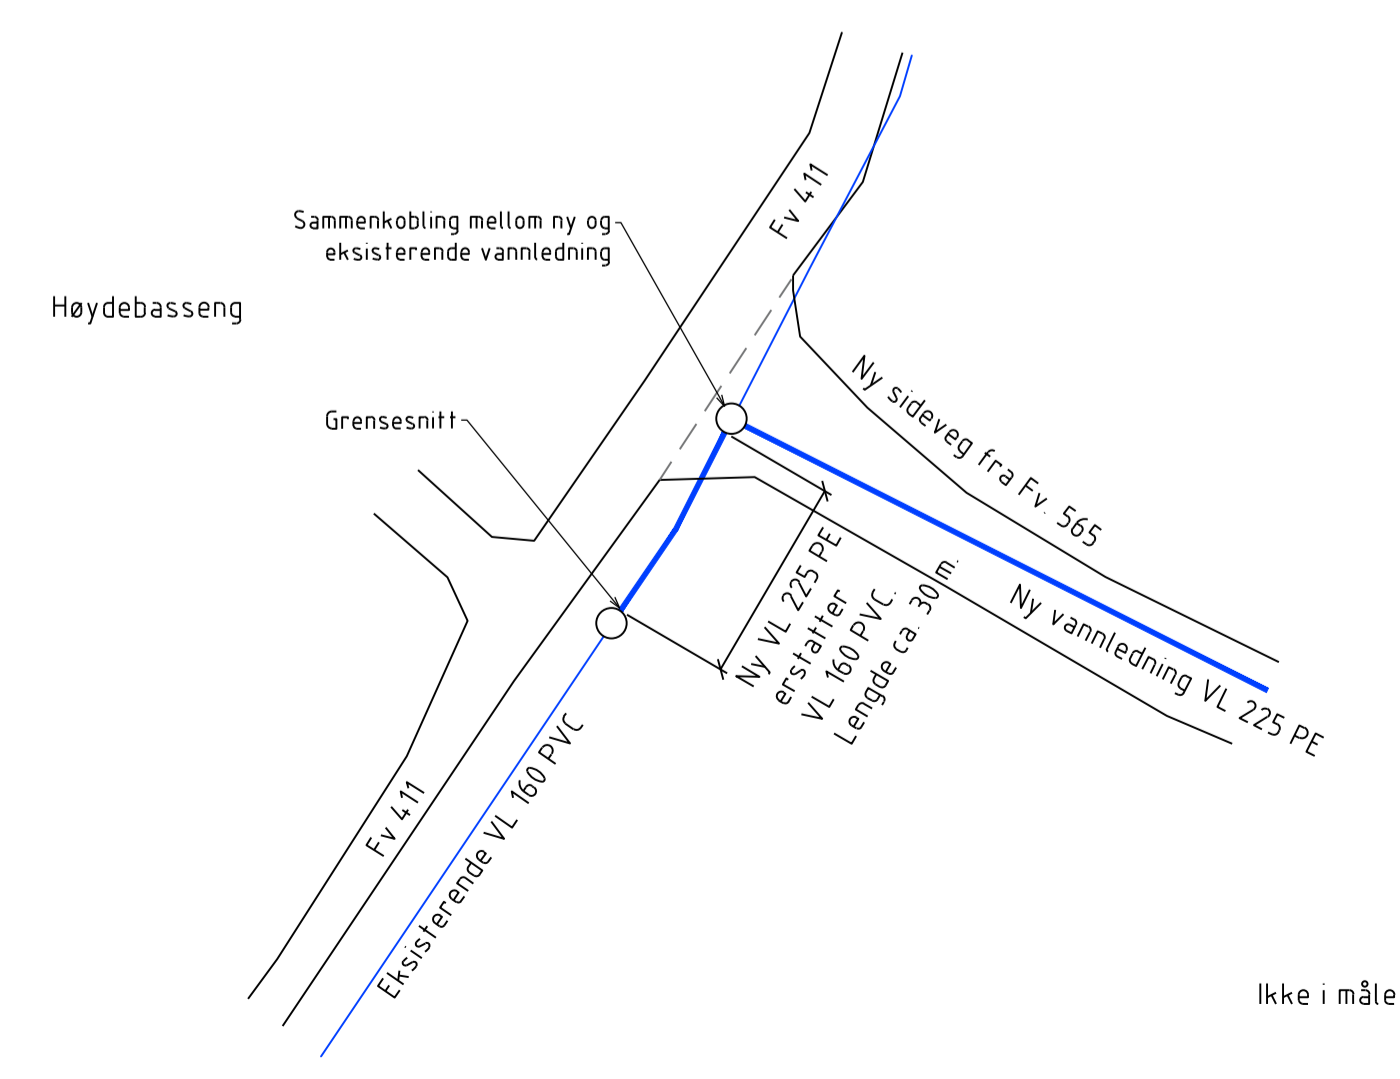 Fv 411
Sammenkobling mellom ny og
eksisterende vannledning
Høydebasseng
Grensesnitt
Ny sideveg fra Fv. 565
Ny VL 225 PE
erstatter
VL 160 PVC.
Lengde ca. 30 m.
Ny vannledning VL 225 PE
Fv 411
Eksisterende VL 160 PVC
Ikke i måle